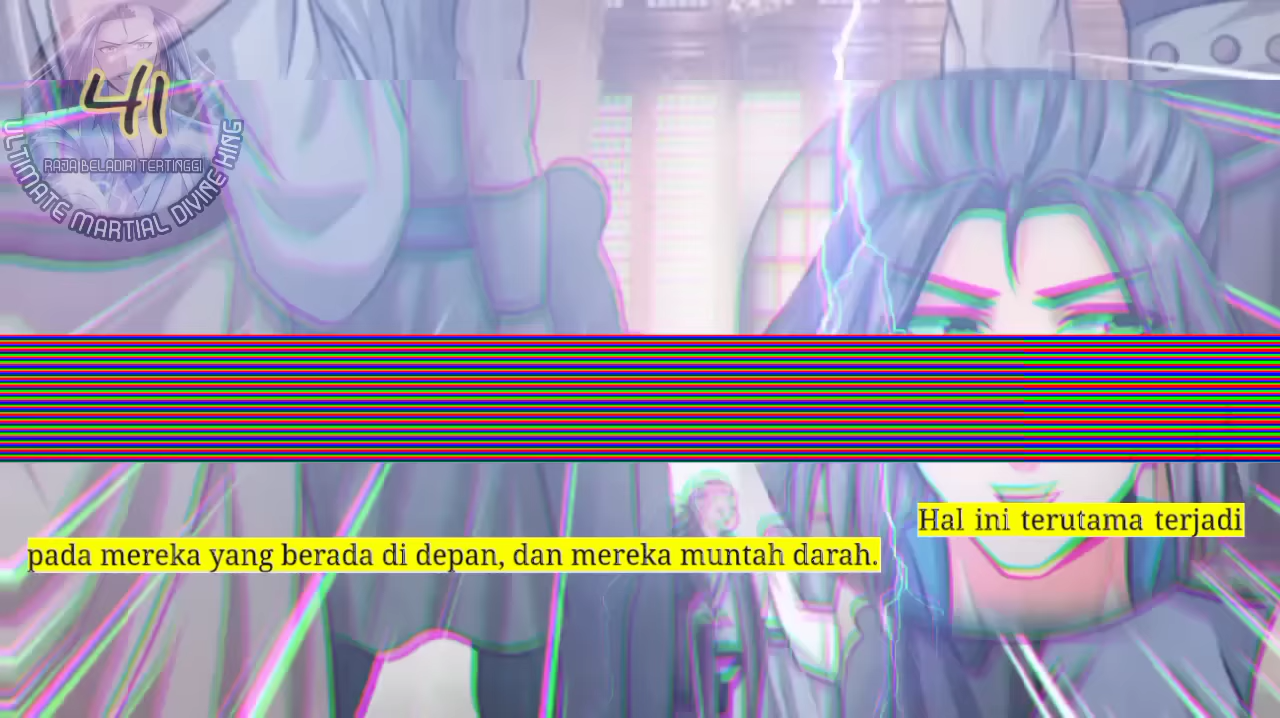 41
RAJA BELADIRI TERTINGGI
ULTIMATE MARTIAL DIVINE KING
Hal ini terutama terjadi
pada mereka yang berada di depan, dan mereka muntah darah.